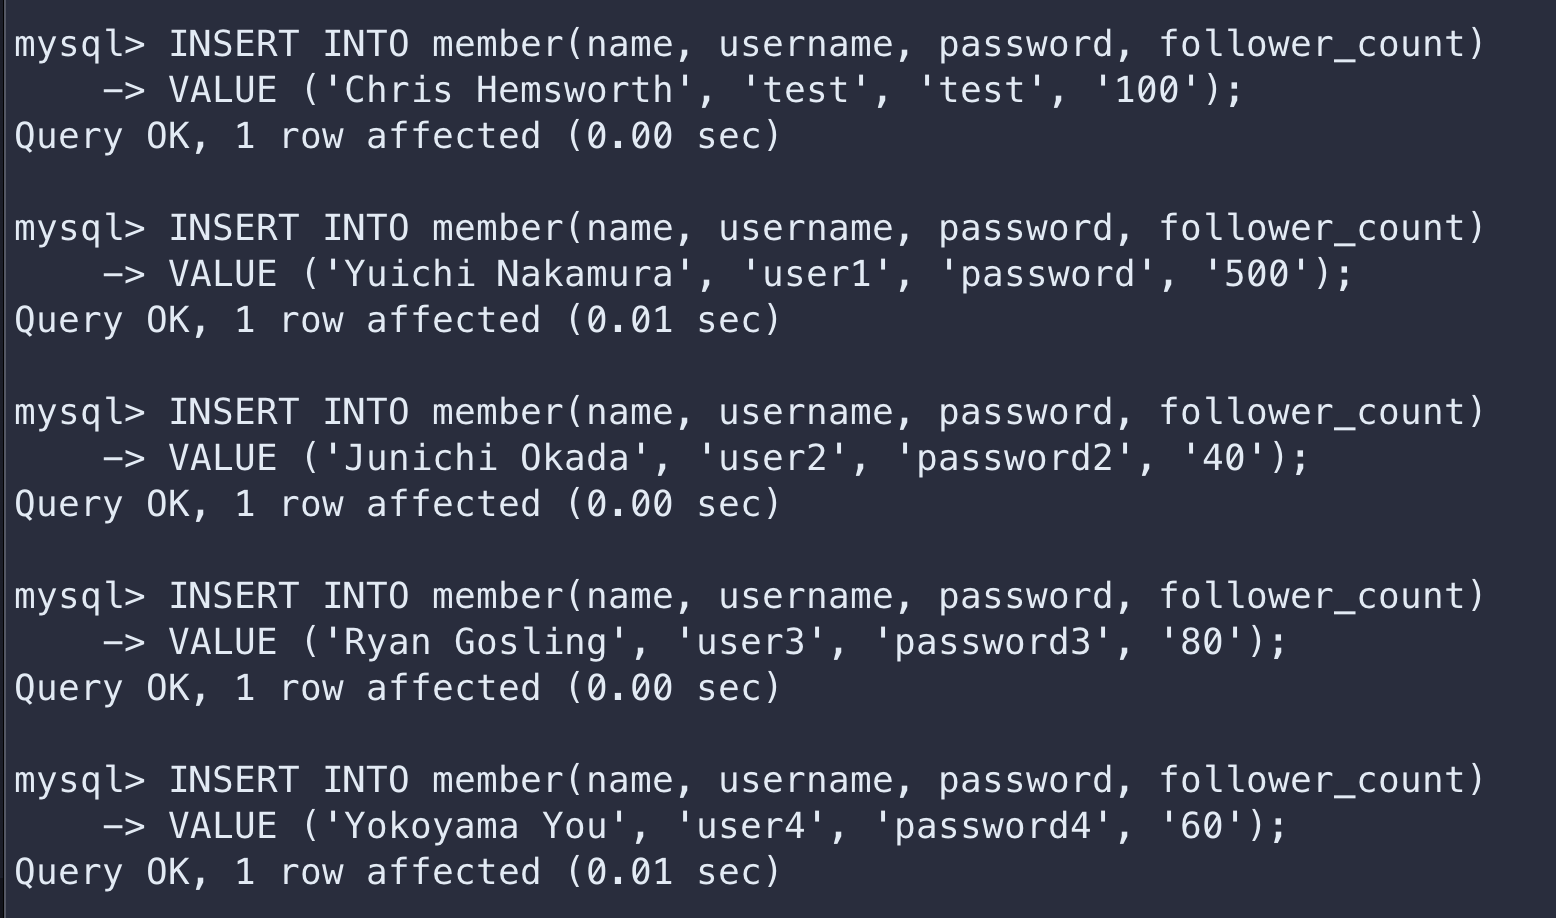 mysql> INSERT INTO member(name, username, password, follower_count)
    -> VALUE ('Chris Hemsworth', 'test', 'test', '100');
Query OK, 1 row affected (0.00 sec)

mysql> INSERT INTO member(name, username, password, follower_count)
    -> VALUE ('Yuichi Nakamura', 'user1', 'password', '500');
Query OK, 1 row affected (0.01 sec)

mysql> INSERT INTO member(name, username, password, follower_count)
    -> VALUE ('Junichi Okada', 'user2', 'password2', '40');
Query OK, 1 row affected (0.00 sec)

mysql> INSERT INTO member(name, username, password, follower_count)
    -> VALUE ('Ryan Gosling', 'user3', 'password3', '80');
Query OK, 1 row affected (0.00 sec)

mysql> INSERT INTO member(name, username, password, follower_count)
    -> VALUE ('Yokoyama You', 'user4', 'password4', '60');
Query OK, 1 row affected (0.01 sec)